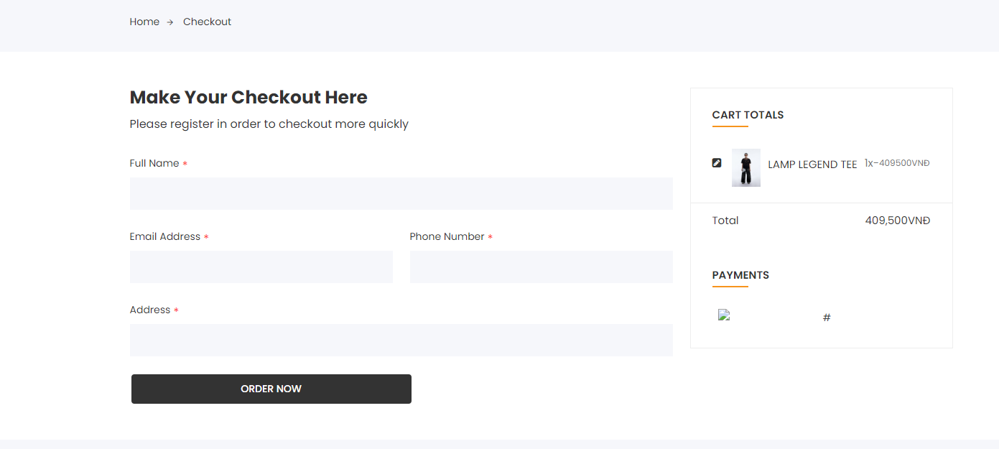 Home → Checkout
Make Your Checkout Here
Please register in order to checkout more quickly
Full Name *
Email Address *
Phone Number *
Address *
ORDER NOW
CART TOTALS
LAMP LEGEND TEE 1x-409500VNĐ
Total 409,500VNĐ
PAYMENTS
#